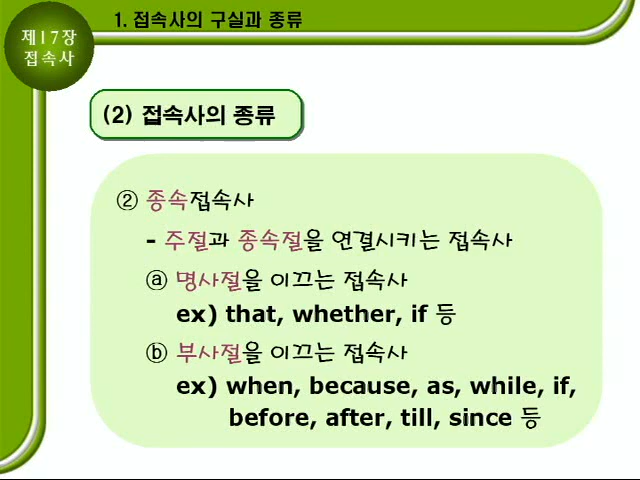 1. 접속사의 구실과 종류
제17장
접속사
(2) 접속사의 종류
② 종속접속사
- 주절과 종속절을 연결시키는 접속사
ⓐ 명사절을 이끄는 접속사
ex) that, whether, if 등
ⓑ 부사절을 이끄는 접속사
ex) when, because, as, while, if,
before, after, till, since 등